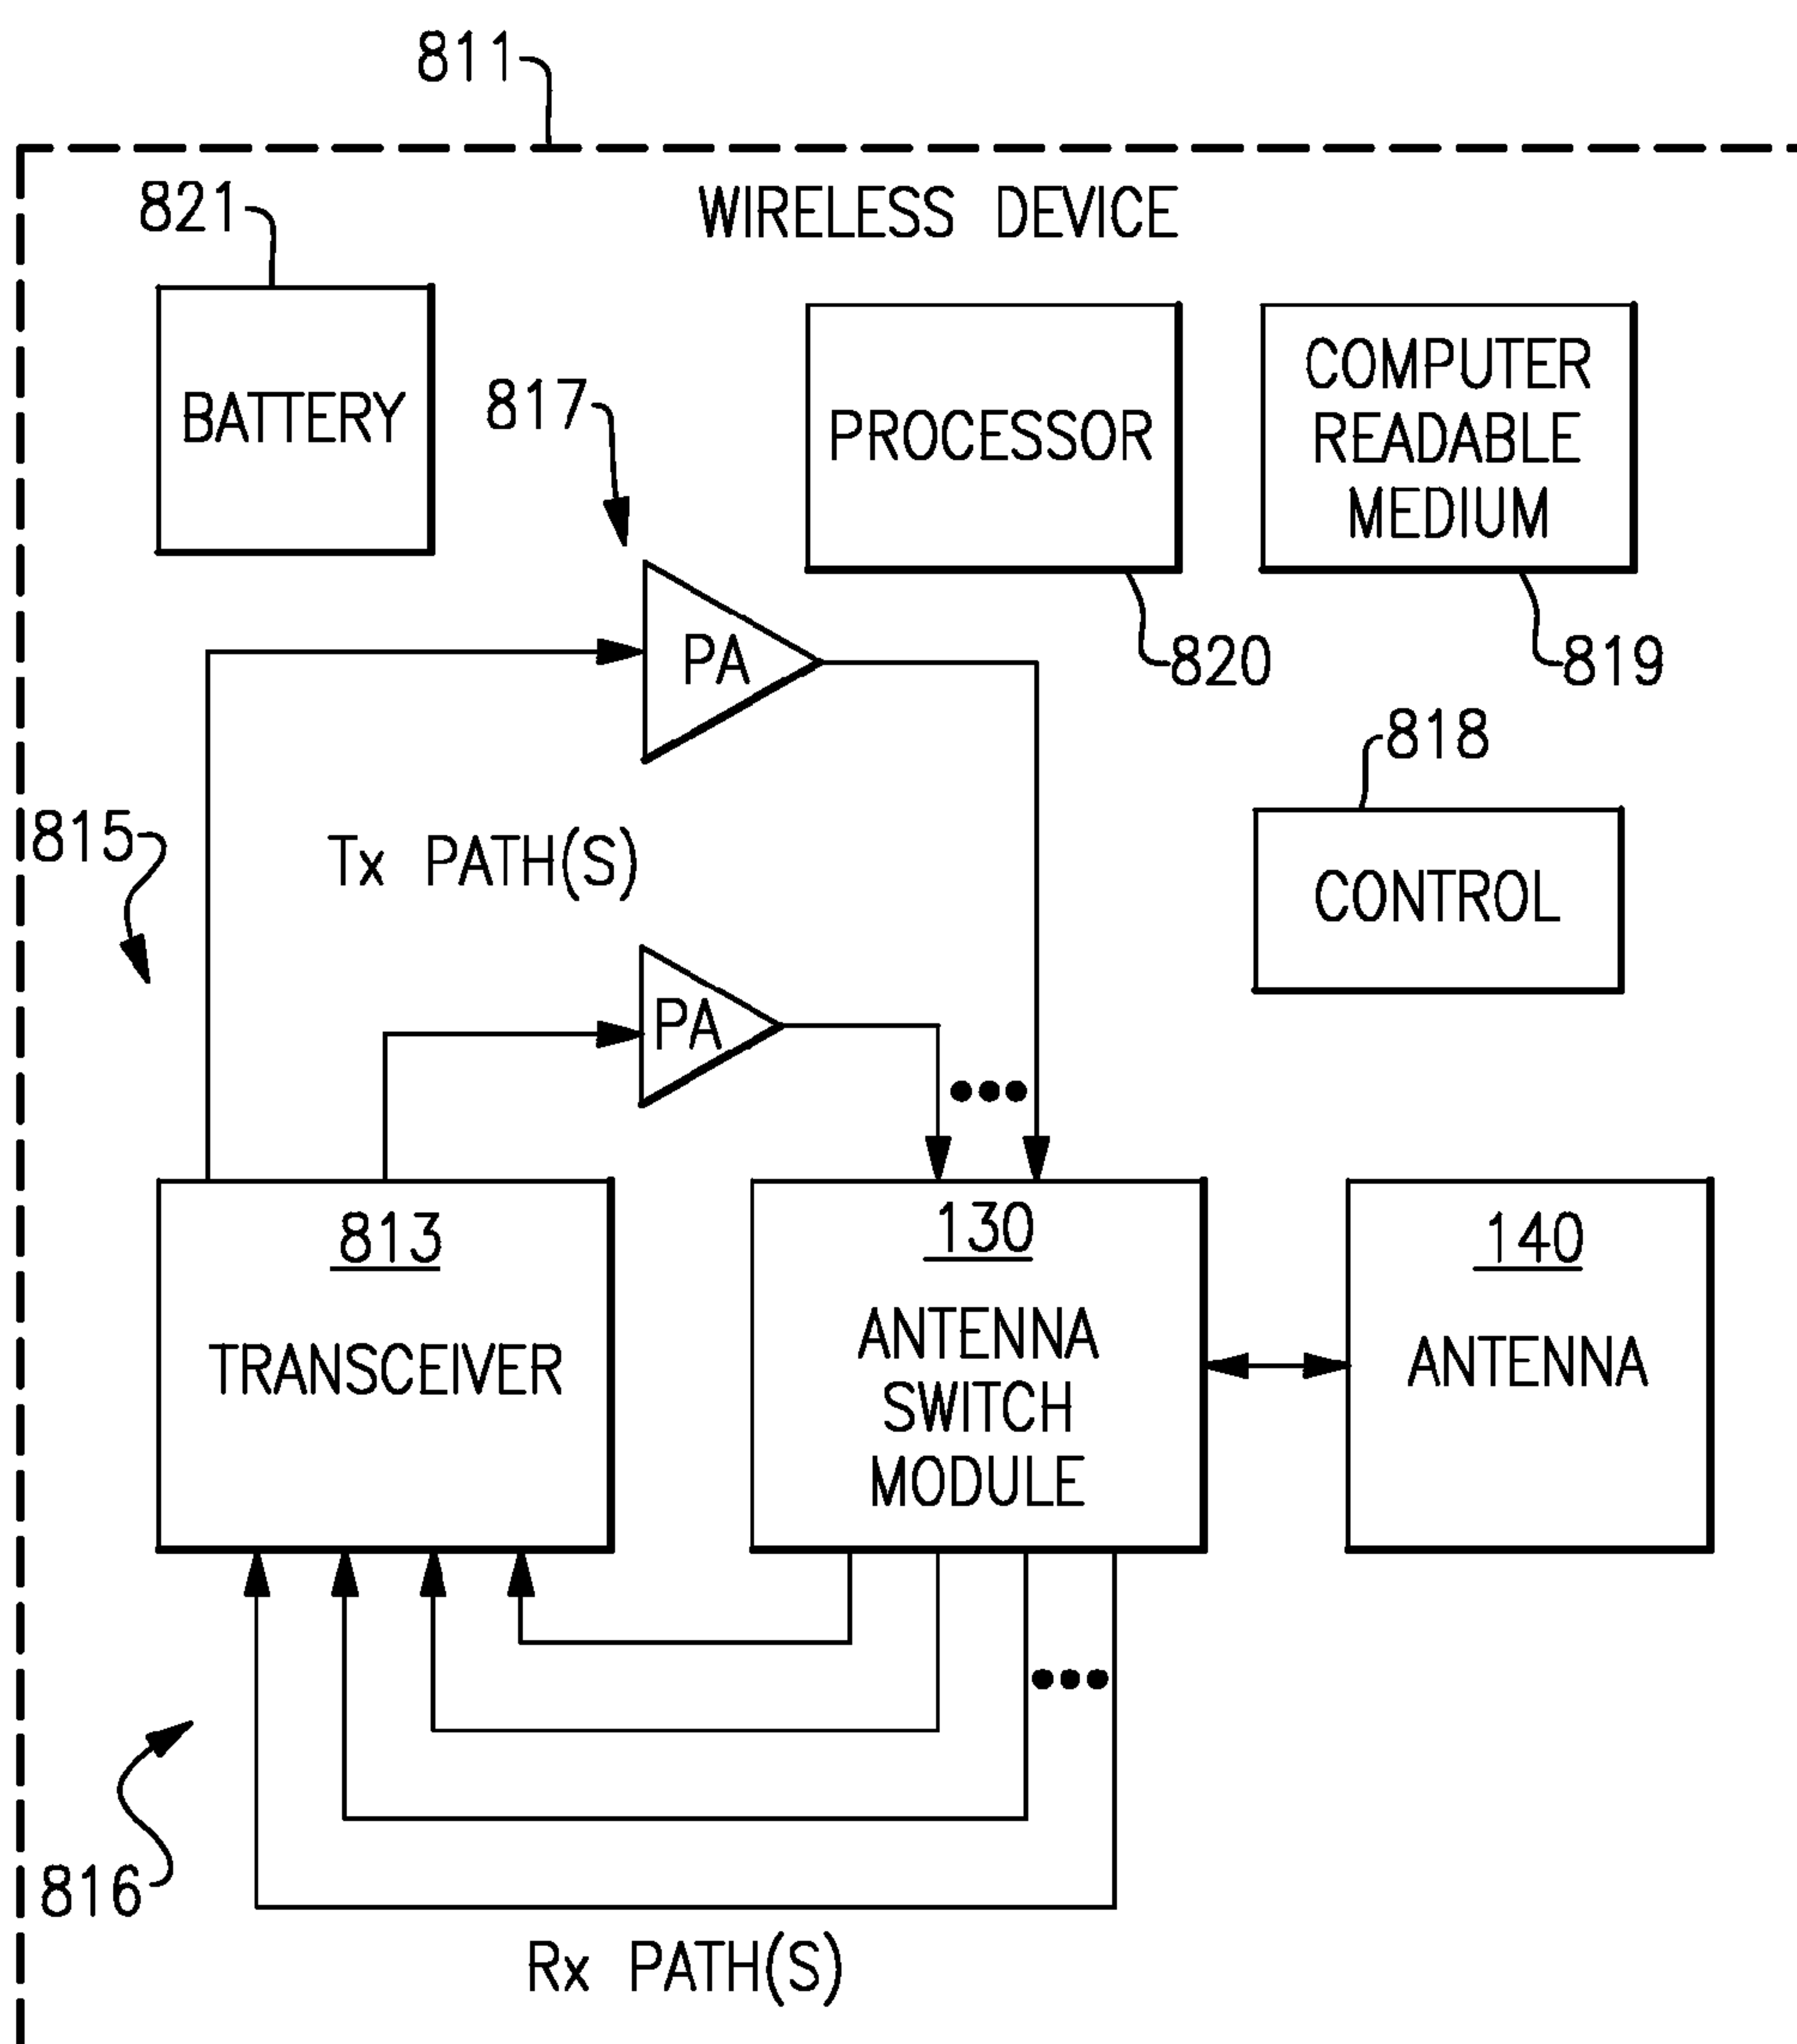 811
WIRELESS DEVICE
821
BATTERY
817
PROCESSOR
COMPUTER
READABLE
MEDIUM
820
819
PA
818
815
Tx PATH(S)
CONTROL
PA
813
TRANSCEIVER
130
ANTENNA
SWITCH
MODULE
140
ANTENNA
816
Rx PATH(S)